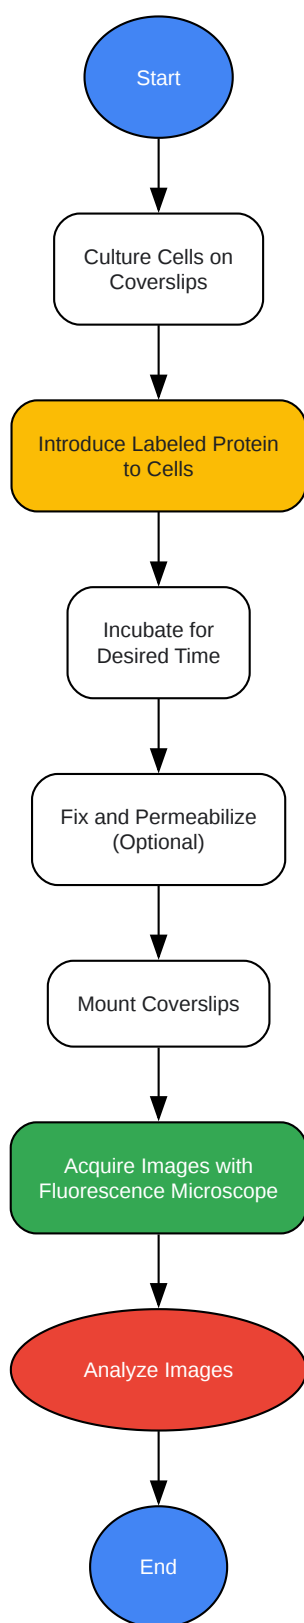 Start
Culture Cells on
Coverslips
Introduce Labeled Protein
to Cells
Incubate for
Desired Time
Fix and Permeabilize
(Optional)
Mount Coverslips
Acquire Images with
Fluorescence Microscope
Analyze Images
End